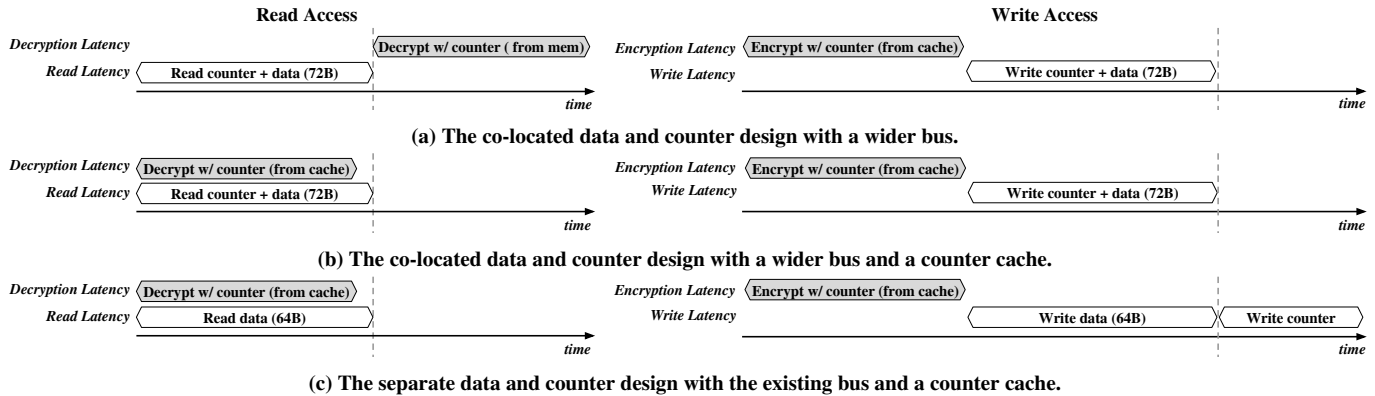 Read Access
Write Access
Decryption Latency
Decrypt w/ counter ( from mem)
Read Latency
Read counter + data (72B)
time
Encryption Latency
Encrypt w/ counter (from cache)
Write Latency
Write counter + data (72B)
time
(a) The co-located data and counter design with a wider bus.
Decryption Latency
Decrypt w/ counter (from cache)
Read Latency
Read counter + data (72B)
time
Encryption Latency
Encrypt w/ counter (from cache)
Write Latency
Write counter + data (72B)
time
(b) The co-located data and counter design with a wider bus and a counter cache.
Decryption Latency
Decrypt w/ counter (from cache)
Read Latency
Read data (64B)
time
Encryption Latency
Encrypt w/ counter (from cache)
Write Latency
Write data (64B)
Write counter
time
(c) The separate data and counter design with the existing bus and a counter cache.